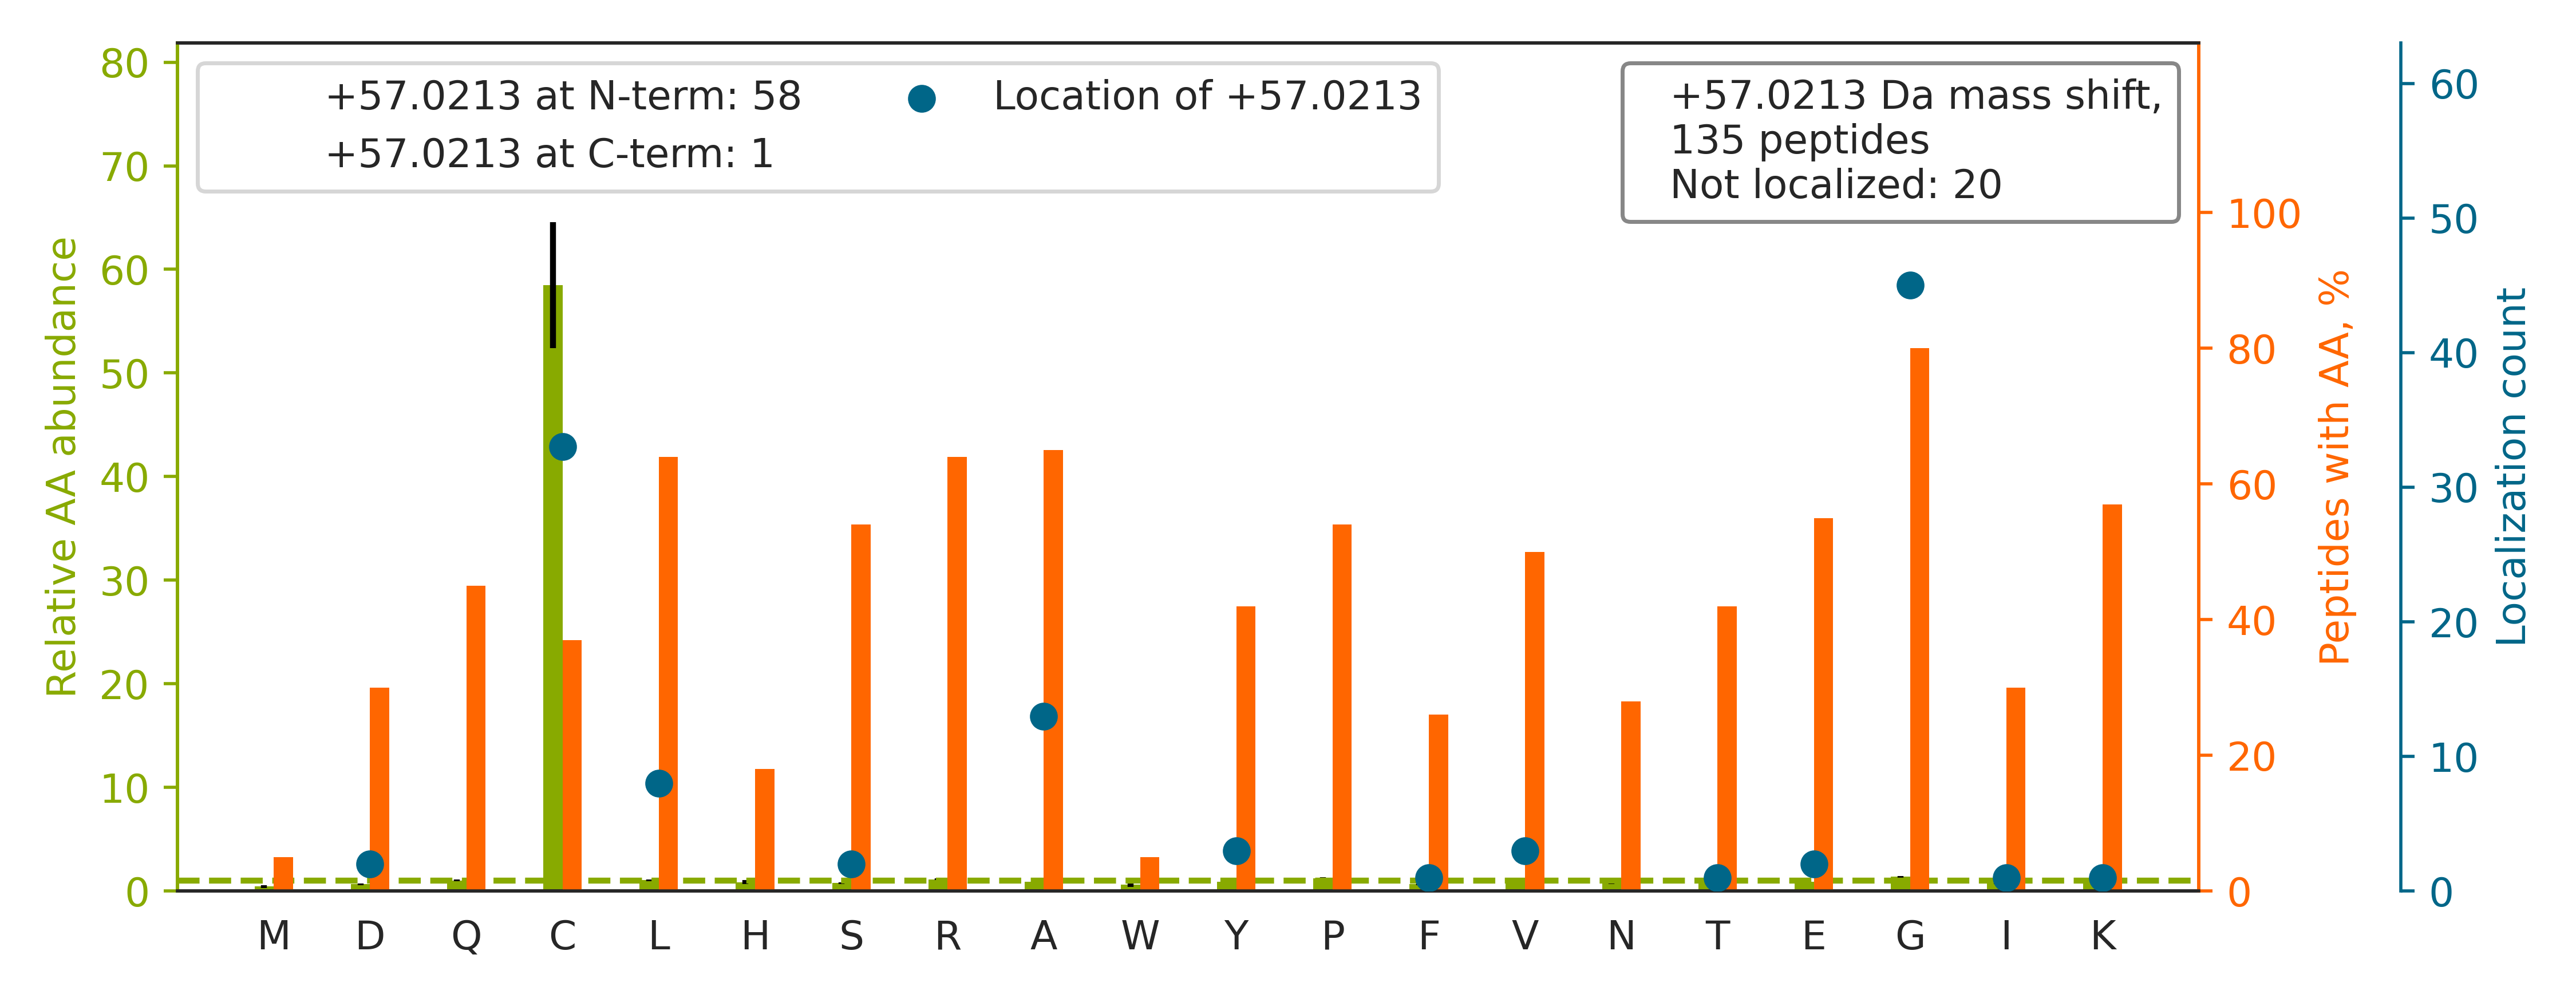 +57.0213 at N-term: 58
+57.0213 at C-term: 1
Location of +57.0213
+57.0213 Da mass shift,
135 peptides
Not localized: 20
Relative AA abundance
80
70
60
50
40
30
20
10
0
M D Q C L H S R A W Y P F V N T E G I K
100
80
60
40
20
0
Peptides with AA, %
60
50
40
30
20
10
0
Localization count